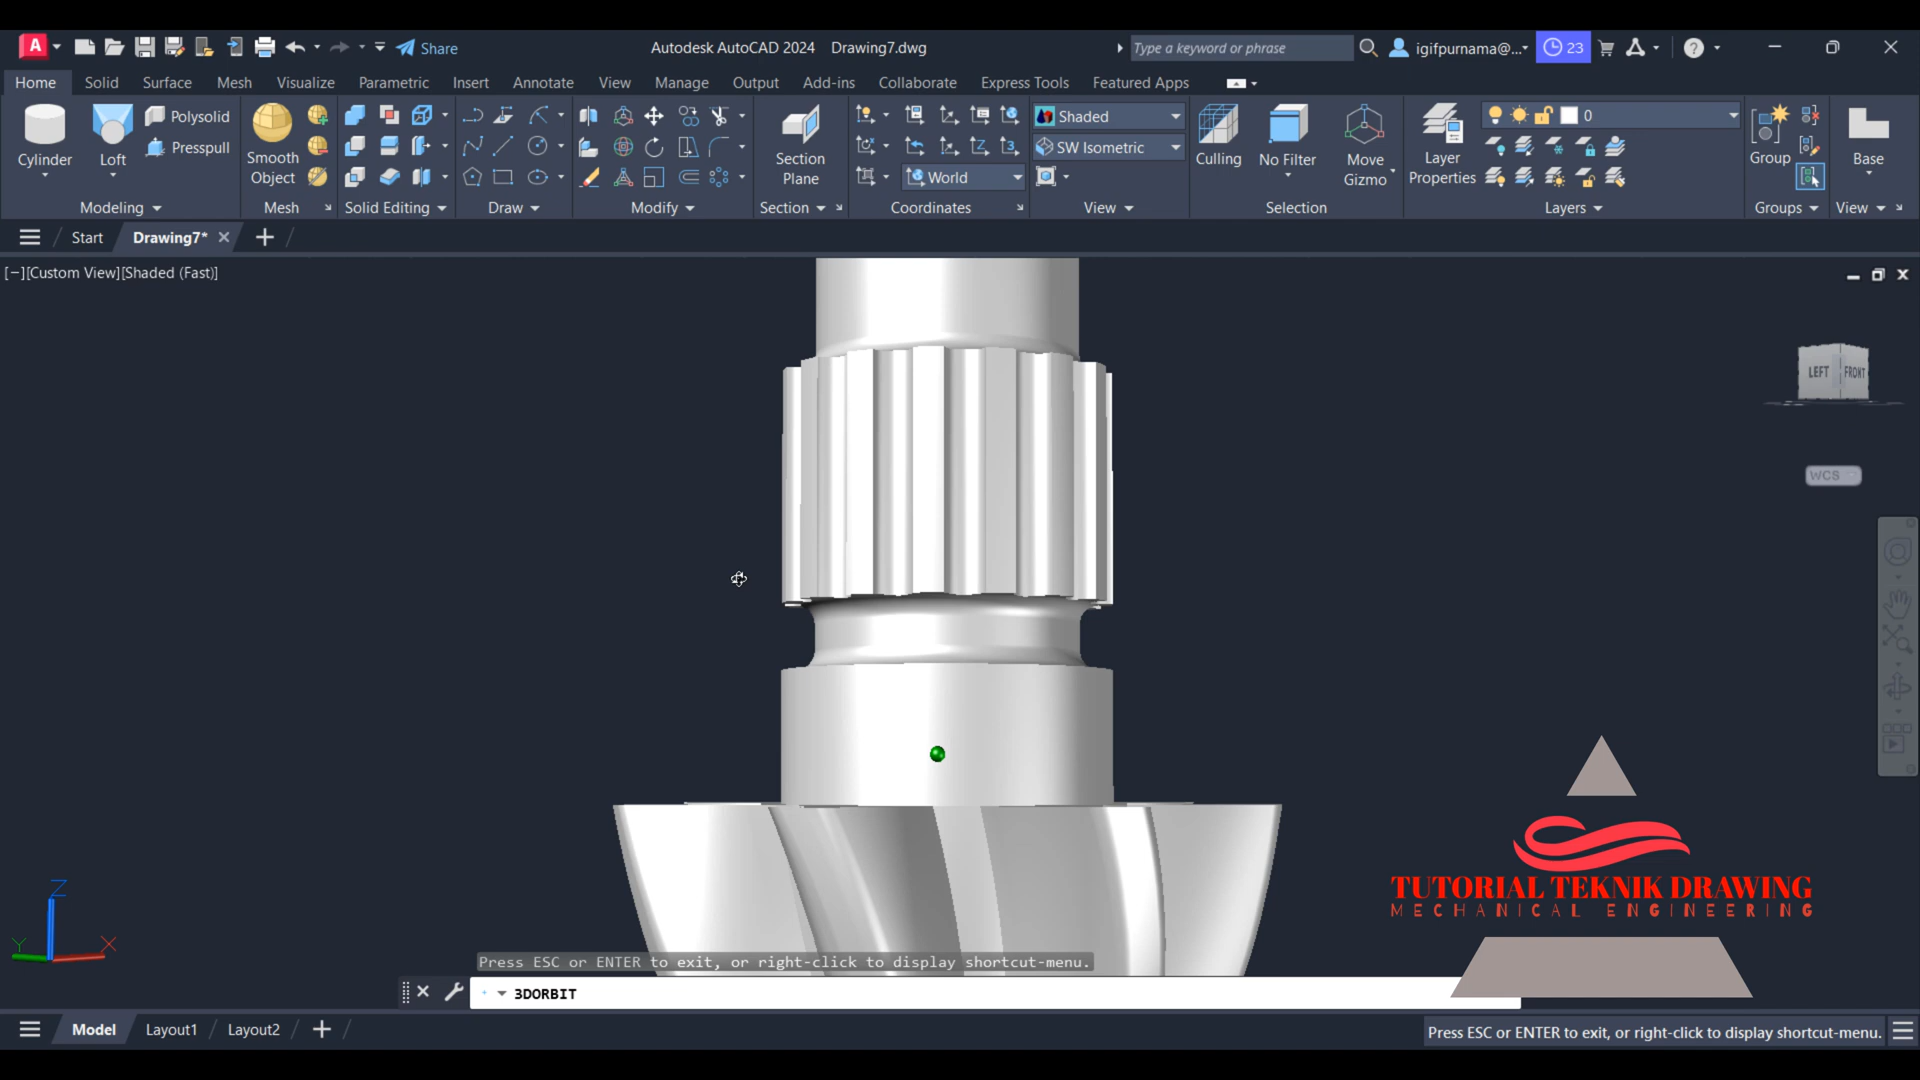 A Share Autodesk AutoCAD 2024 Drawing7.dwg Type a keyword or phrase igifpurnama@... 23
Home Solid Surface Mesh Visualize Parametric Insert Annotate View Manage Output Add-ins Collaborate Express Tools Featured Apps
Cylinder Loft Polysolid Presspull Smooth Object Section Plane World Shaded SW Isometric Culling No Filter Move Gizmo Layer Properties 0 Group Base
Modeling Mesh Solid Editing Draw Modify Section Coordinates View Selection Layers Groups View
Start Drawing7*
[−][Custom View][Shaded (Fast)]
LEFT FRONT
WCS
TUTORIAL TEKNIK DRAWING
MECHANICAL ENGINEERING
Z
Y X
Press ESC or ENTER to exit, or right-click to display shortcut-menu.
3DORBIT
Model Layout1 Layout2
Press ESC or ENTER to exit, or right-click to display shortcut-menu.